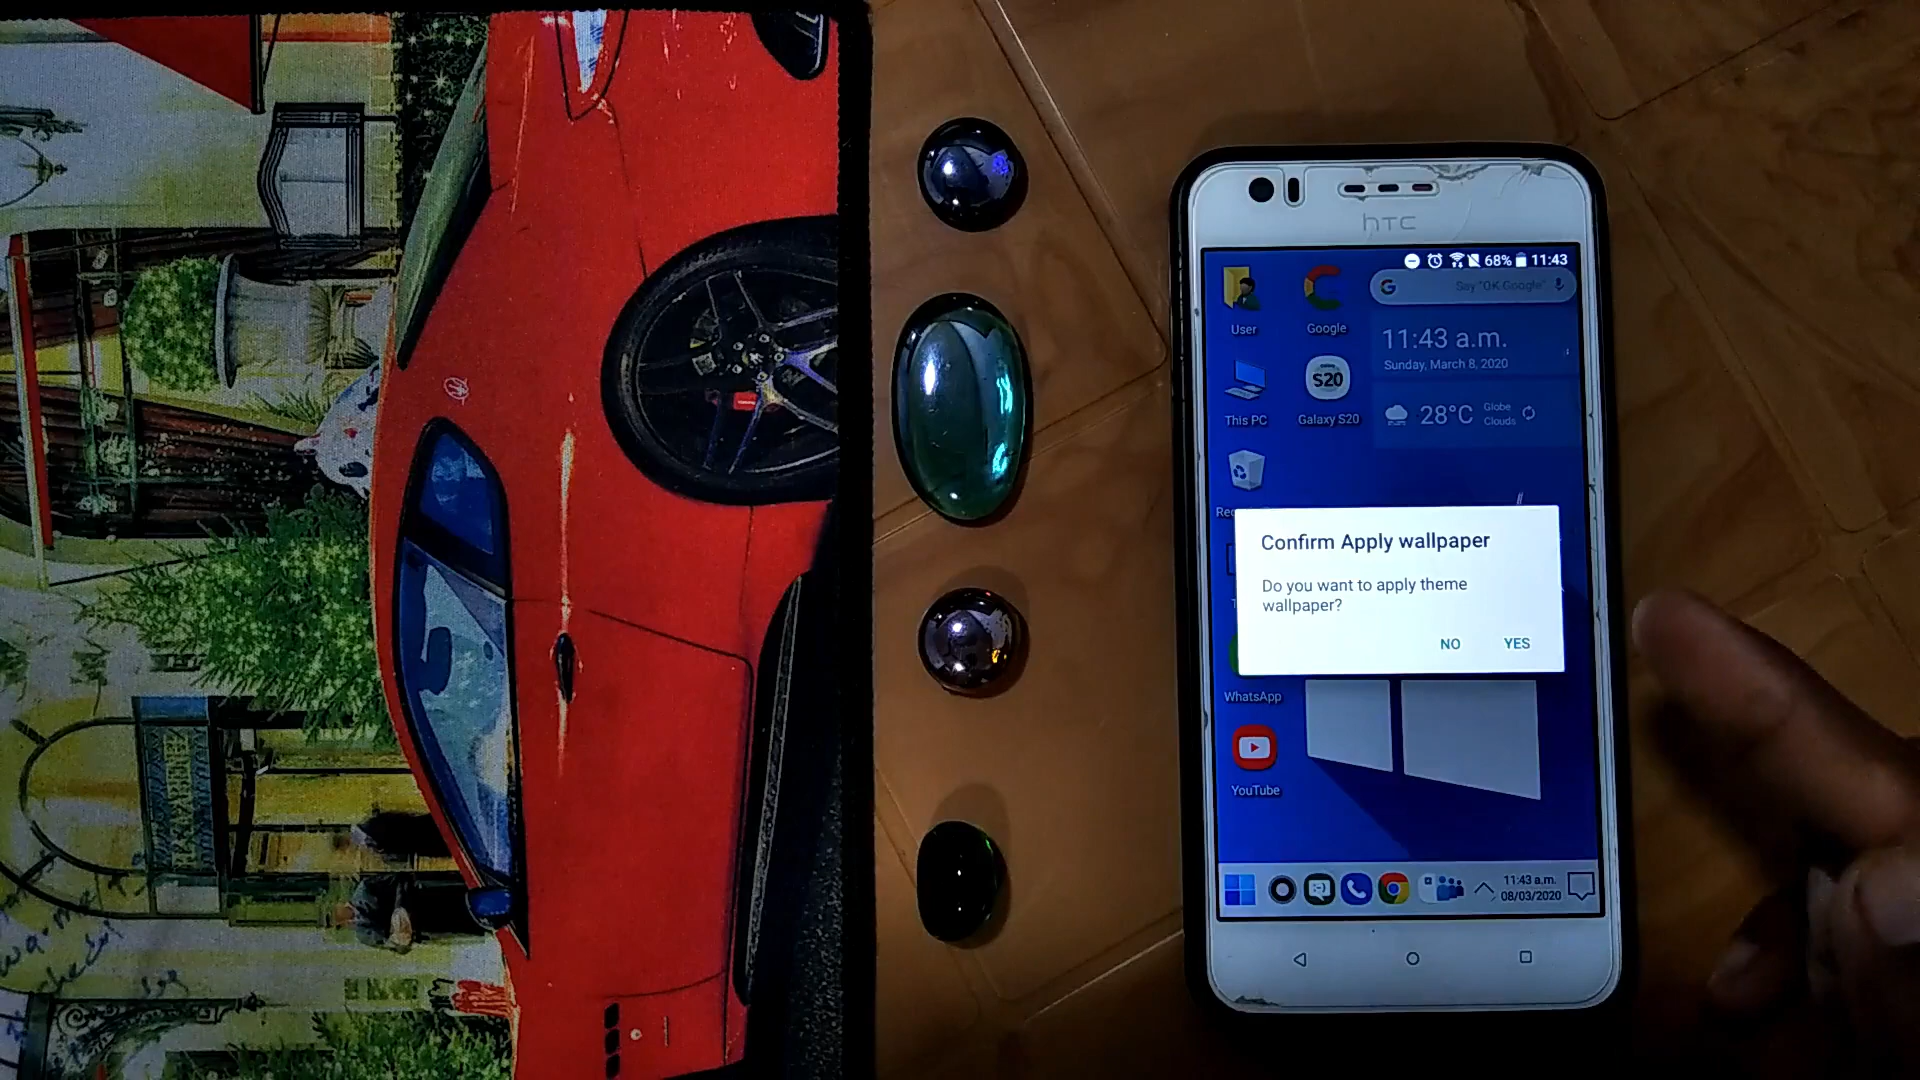 hTC
68% 11:43
User
Google
Say "OK Google"
11:43 a.m.
Sunday, March 8, 2020
This PC
S20
Galaxy S20
28°C
Globe
Clouds
Rec
Confirm Apply wallpaper
Do you want to apply theme
wallpaper?
NO
YES
WhatsApp
YouTube
11:43 a.m.
08/03/2020